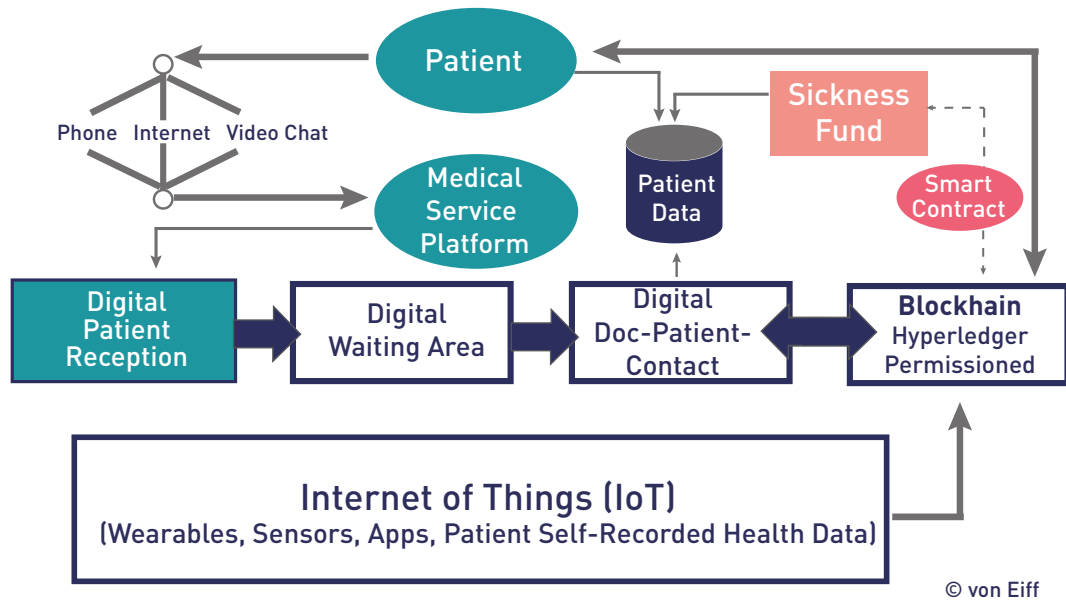 Patient
Sickness
Fund
Phone Internet Video Chat
Medical
Service
Platform
Patient
Data
Smart
Contract
Digital
Patient
Reception
Digital
Waiting Area
Digital
Doc-Patient-
Contact
Blockhain
Hyperledger
Permissioned
Internet of Things (IoT)
(Wearables, Sensors, Apps, Patient Self-Recorded Health Data)
© von Eiff